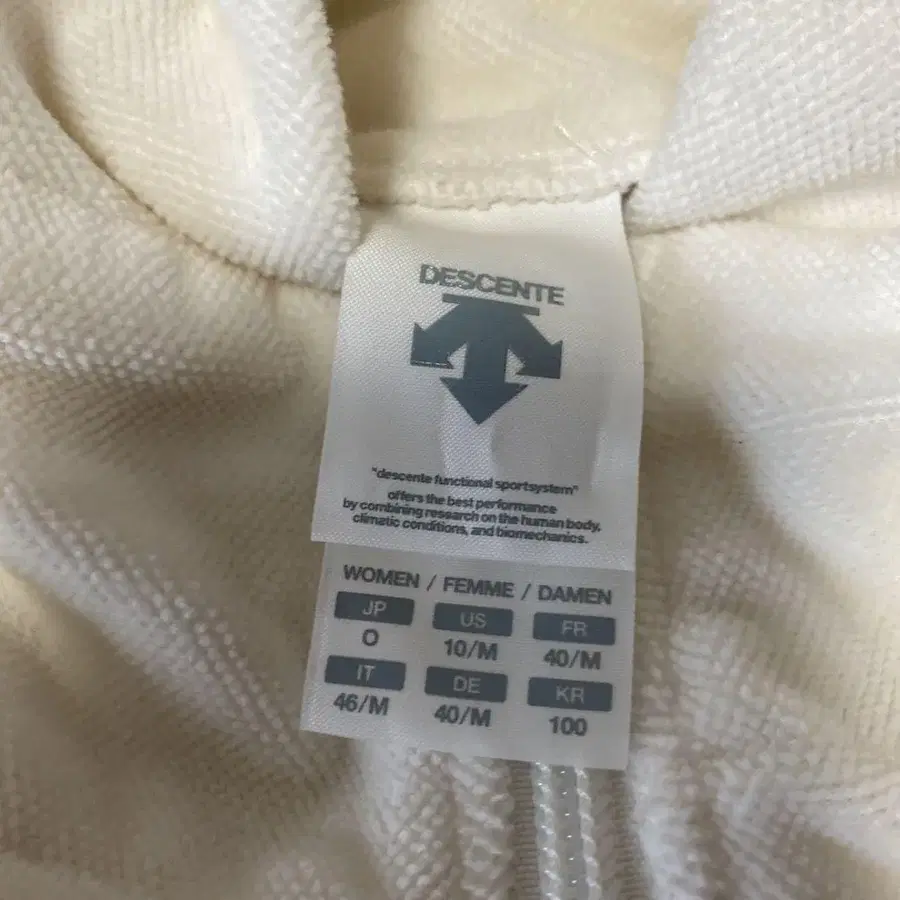 DESCENTE
"descente functional sportsystem"
offers the best performance
by combining research on the human body,
climatic conditions, and biomechanics.
WOMEN / FEMME / DAMEN
JP US FR
O 10/M 40/M
IT DE KR
46/M 40/M 100